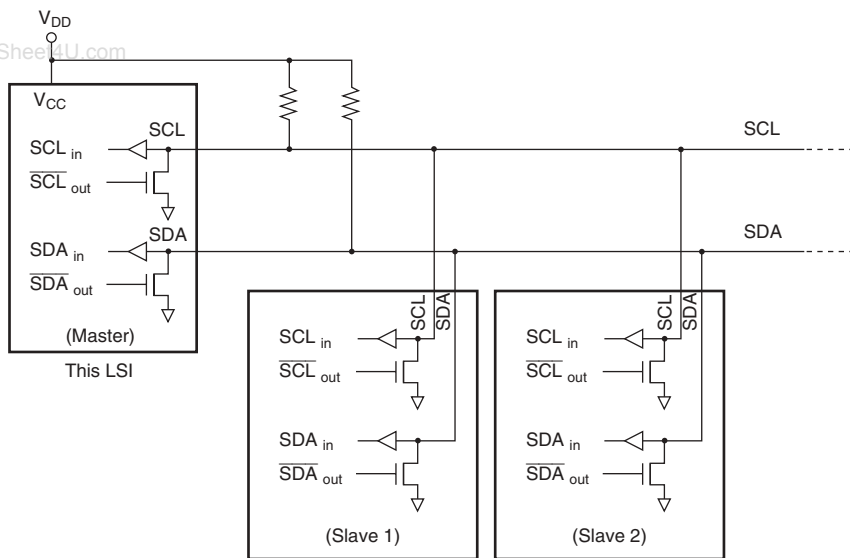 VDD
Sheet4U.com
VCC
SCL
SCL in
SCL out
SDA
SDA in
SDA out
(Master)
This LSI
SCL
SDA
SCL
SDA
SCL in
SCL out
SDA in
SDA out
(Slave 1)
SCL
SDA
SCL in
SCL out
SDA in
SDA out
(Slave 2)